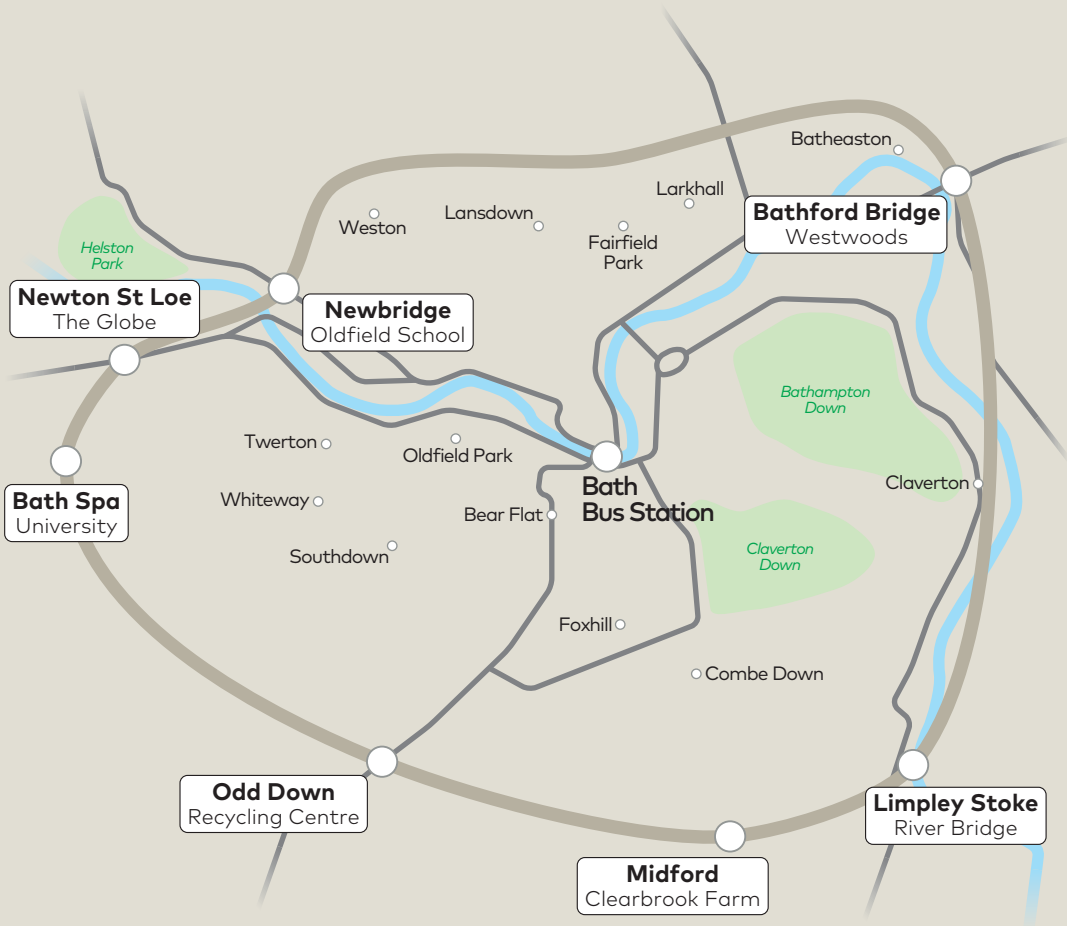 Batheaston
Larkhall
Weston
Lansdown
Fairfield
Park
Bathford Bridge
Westwoods
Helston
Park
Newton St Loe
The Globe
Newbridge
Oldfield School
Bathampton
Down
Twerton
Oldfield Park
Claverton
Bath
Bus Station
Whiteway
Bear Flat
Bath Spa
University
Southdown
Claverton
Down
Foxhill
Combe Down
Odd Down
Recycling Centre
Limpley Stoke
River Bridge
Midford
Clearbrook Farm